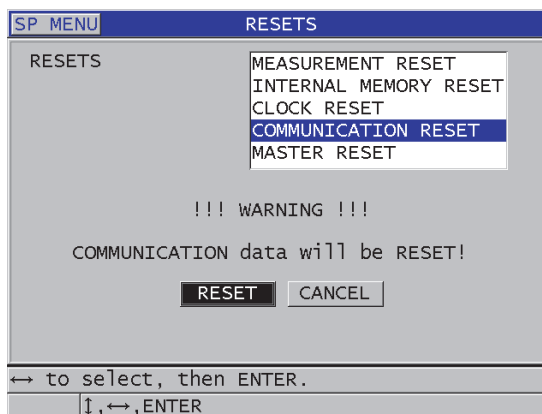 SP MENU RESETS
RESETS
MEASUREMENT RESET
INTERNAL MEMORY RESET
CLOCK RESET
COMMUNICATION RESET
MASTER RESET
!!! WARNING !!!
COMMUNICATION data will be RESET!
RESET CANCEL
↔ to select, then ENTER.
↕,↔,ENTER